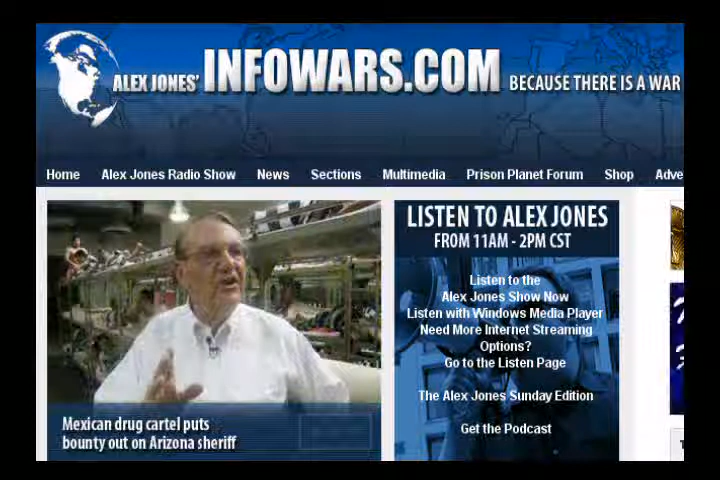 ALEX JONES' INFOWARS.COM BECAUSE THERE IS A WAR
Home Alex Jones Radio Show News Sections Multimedia Prison Planet Forum Shop Adve
LISTEN TO ALEX JONES
FROM 11AM - 2PM CST
Listen to the
Alex Jones Show Now
Listen with Windows Media Player
Need More Internet Streaming
Options?
Go to the Listen Page
The Alex Jones Sunday Edition
Get the Podcast
Mexican drug cartel puts
bounty out on Arizona sheriff